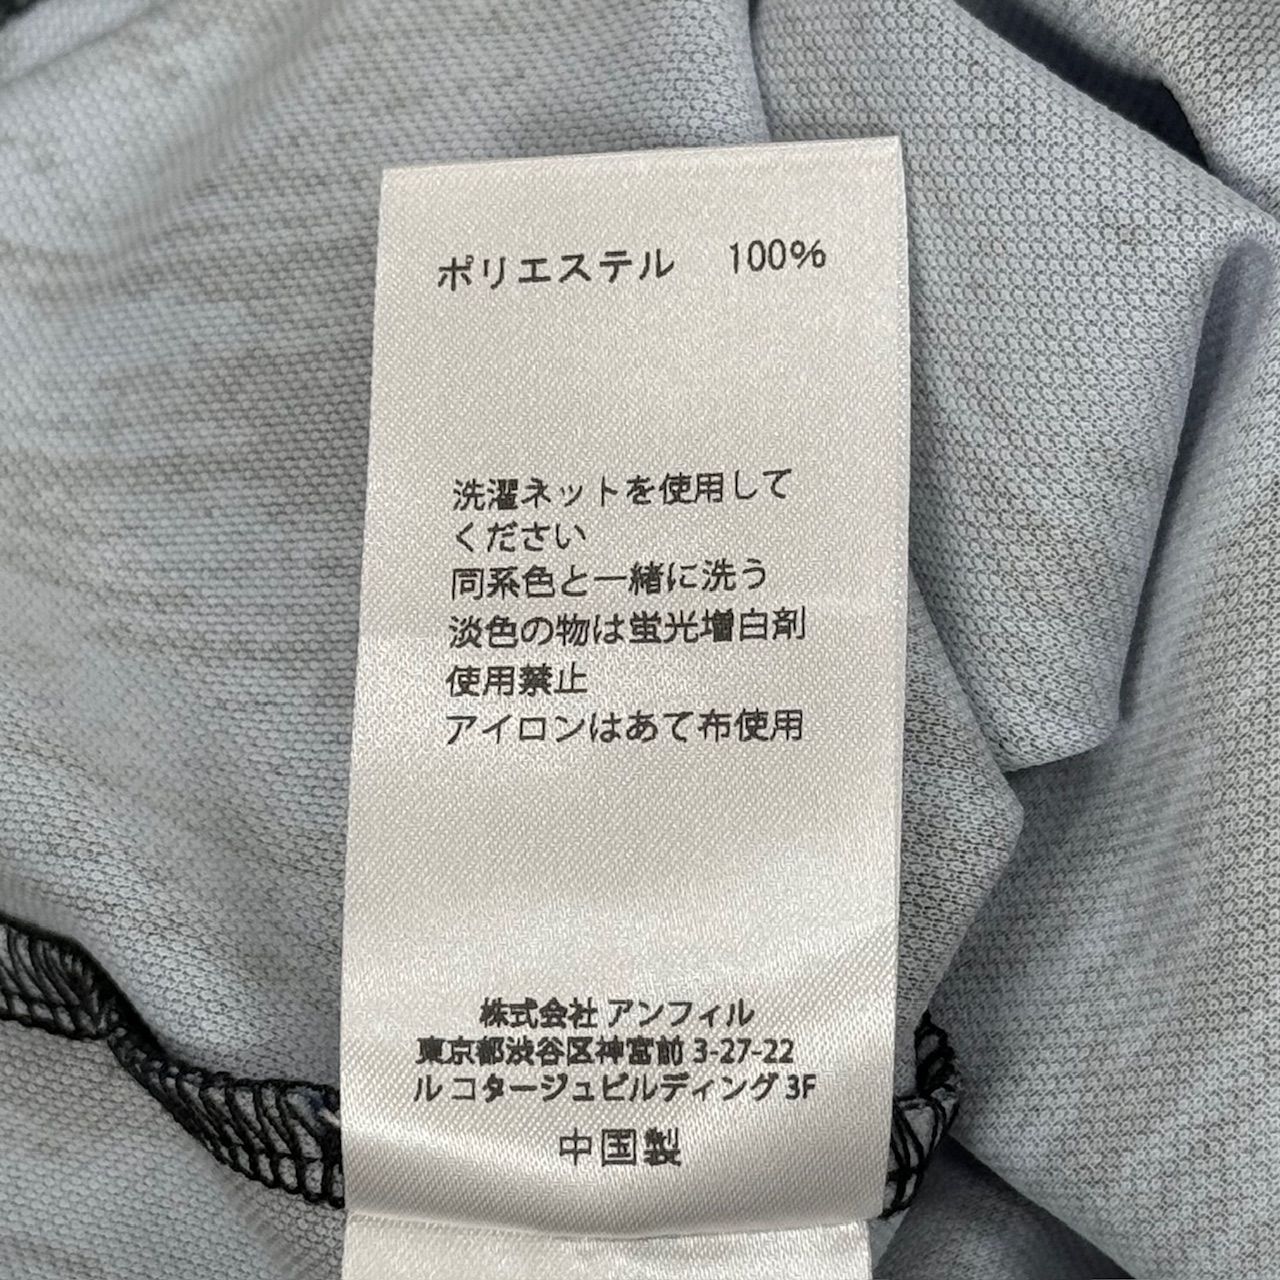 ポリエステル 100%
洗濯ネットを使用して
ください
同系色と一緒に洗う
淡色の物は蛍光増白剤
使用禁止
アイロンはあて布使用
株式会社 アンフィル
東京都渋谷区神宮前 3-27-22
ル コタージュビルディング 3F
中国製